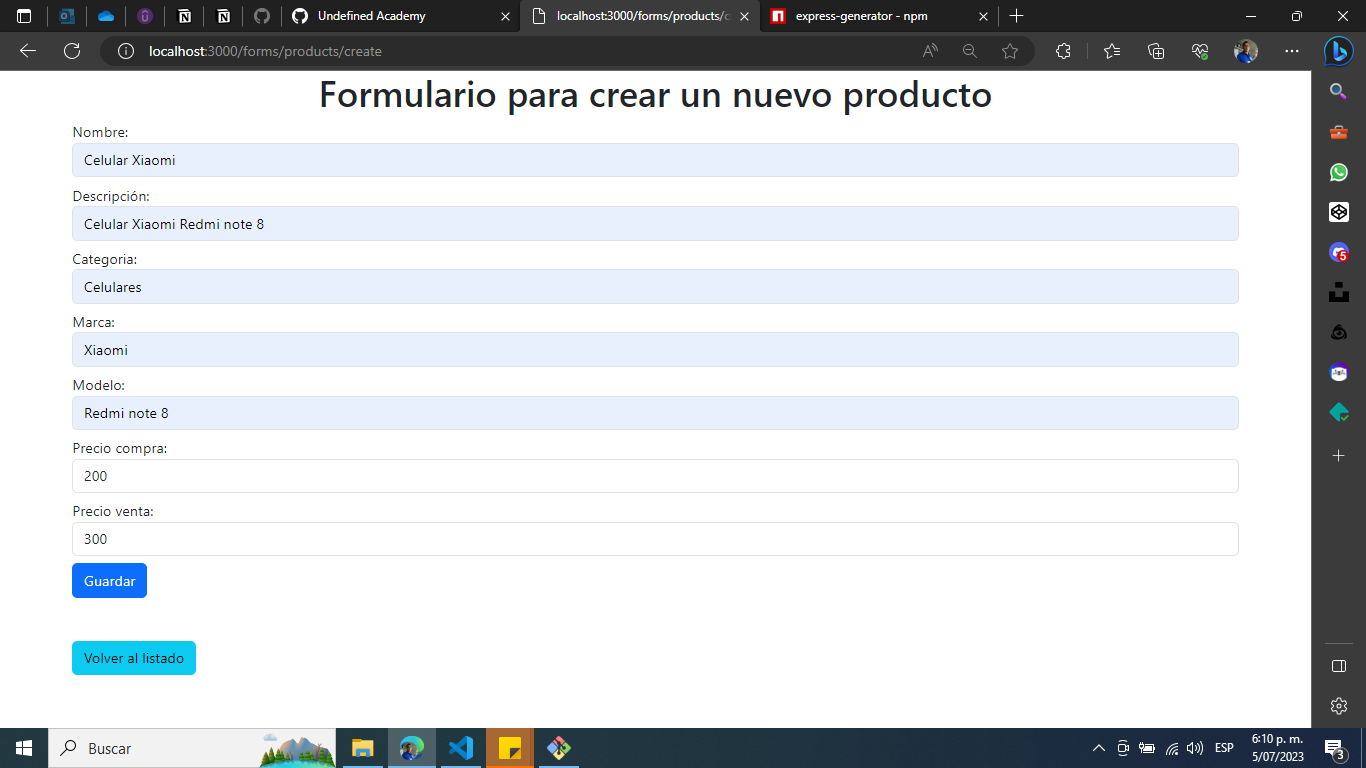 Undefined Academy
localhost:3000/forms/products/c
express-generator - npm
localhost:3000/forms/products/create
Formulario para crear un nuevo producto
Nombre:
Celular Xiaomi
Descripción:
Celular Xiaomi Redmi note 8
Categoria:
Celulares
Marca:
Xiaomi
Modelo:
Redmi note 8
Precio compra:
200
Precio venta:
300
Guardar
Volver al listado
5
Buscar
ESP
6:10 p. m.
5/07/2023
3